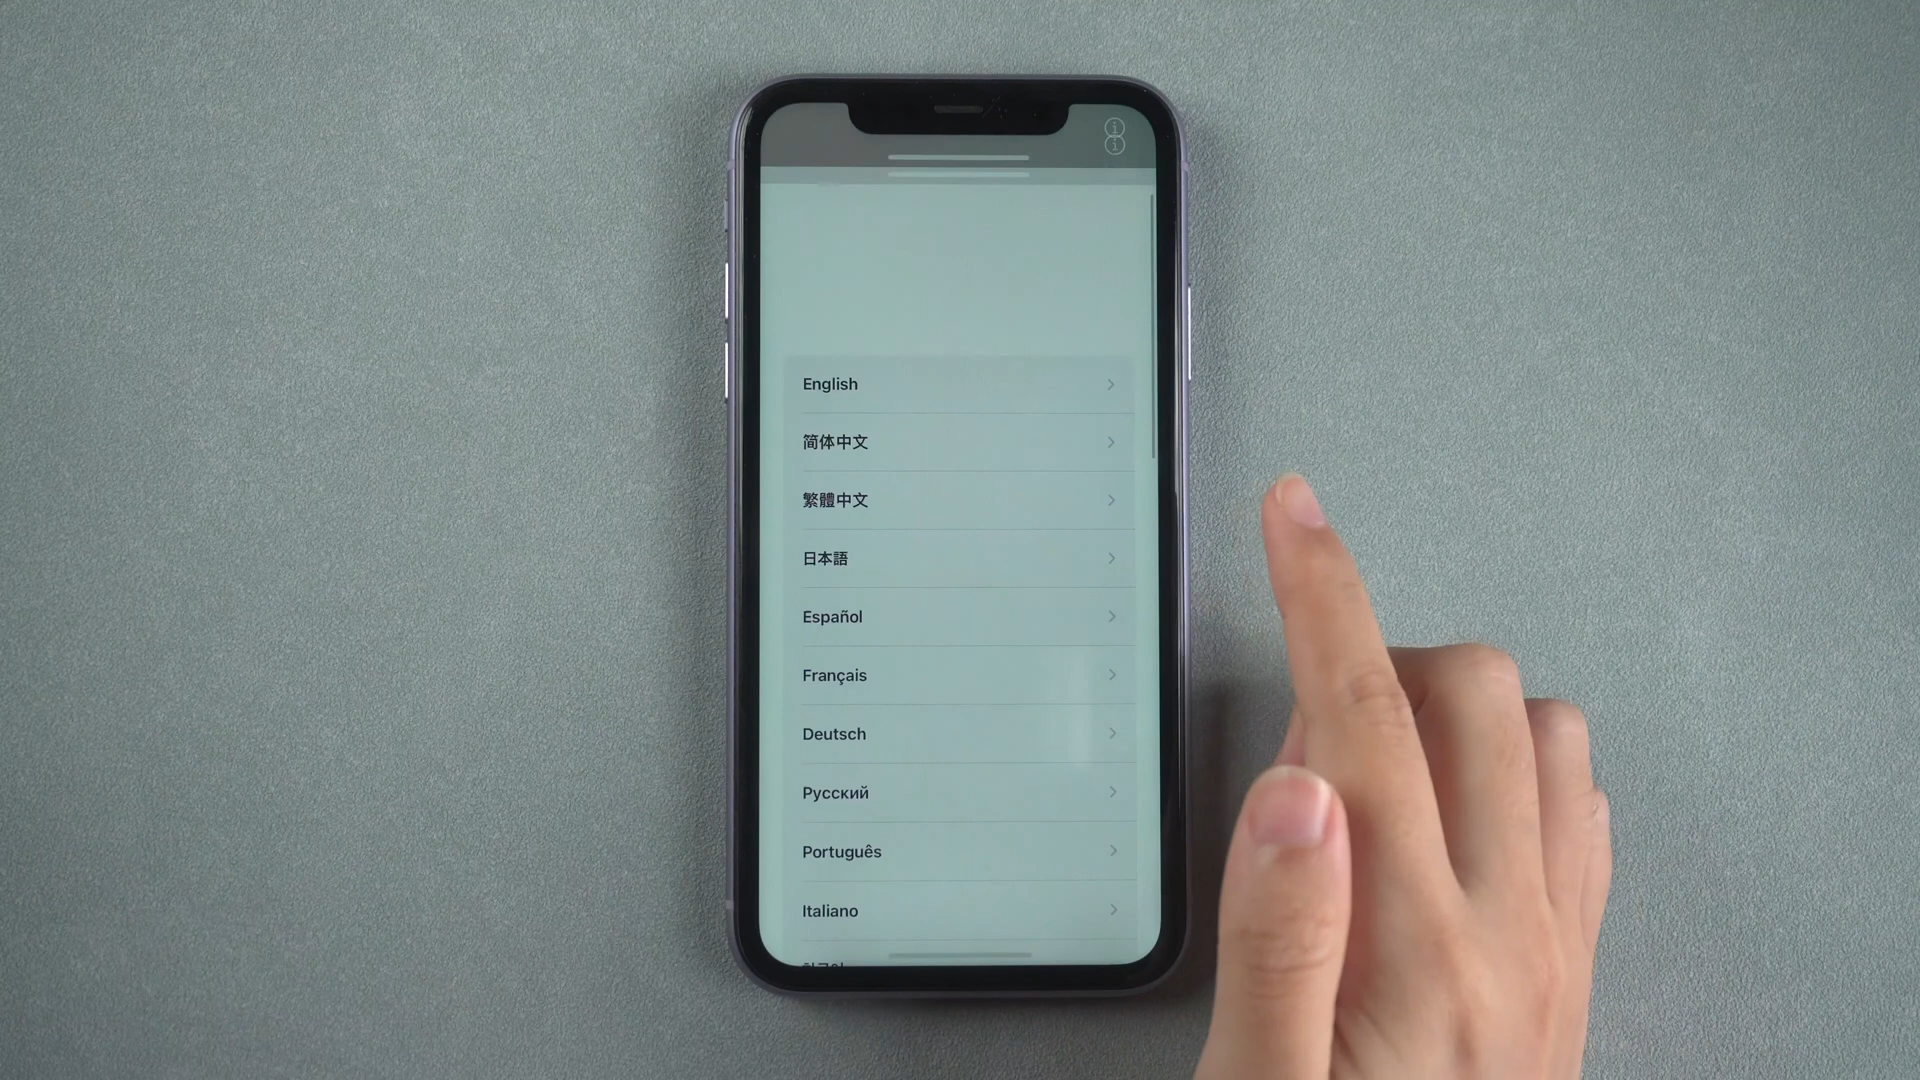 English
简体中文
繁體中文
日本語
Español
Français
Deutsch
Русский
Português
Italiano